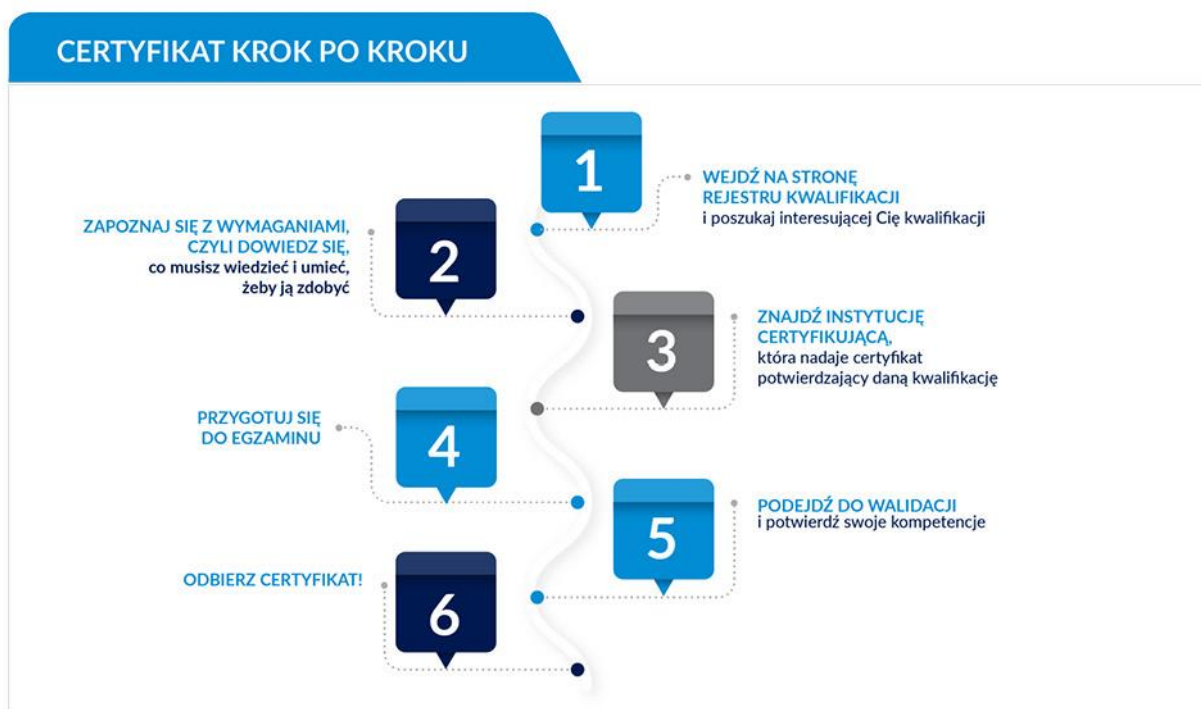 CERTYFIKAT KROK PO KROKU
1
WEJDŹ NA STRONĘ
REJESTRU KWALIFIKACJI
i poszukaj interesującej Cię kwalifikacji
2
ZAPOZNAJ SIĘ Z WYMAGANIAMI,
CZYLI DOWIEDZ SIĘ,
co musisz wiedzieć i umieć,
żeby ją zdobyć
3
ZNAJDŹ INSTYTUCJĘ
CERTYFIKUJĄCĄ,
która nadaje certyfikat
potwierdzający daną kwalifikację
4
PRZYGOTUJ SIĘ
DO EGZAMINU
5
PODEJDŹ DO WALIDACJI
i potwierdź swoje kompetencje
6
ODBIERZ CERTYFIKAT!